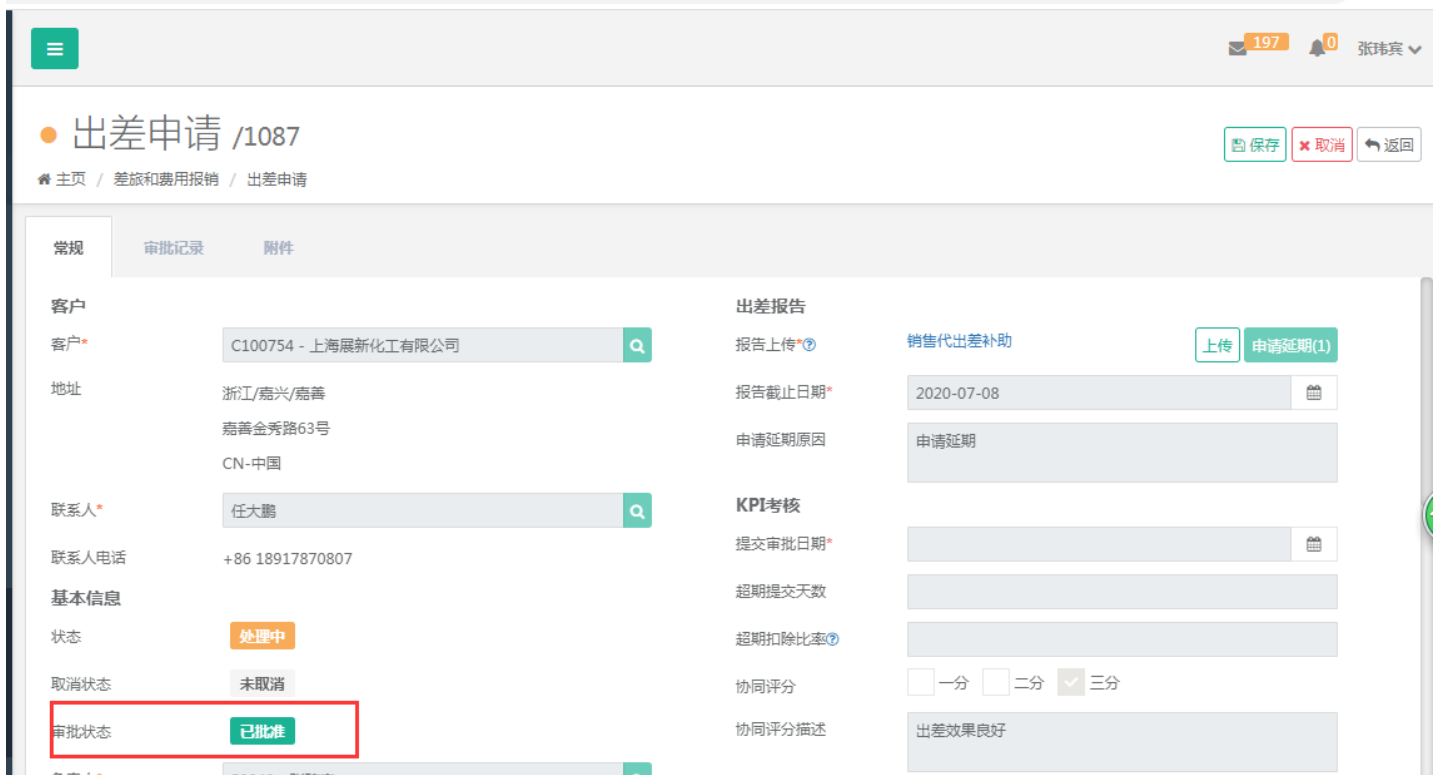 197 0 张玮宾
出差申请 /1087
保存 取消 返回
主页 / 差旅和费用报销 / 出差申请
常规 审批记录 附件
客户
客户* C100754 - 上海展新化工有限公司
地址 浙江/嘉兴/嘉善
嘉善金秀路63号
CN-中国
联系人* 任大鹏
联系人电话 +86 18917870807
基本信息
状态 处理中
取消状态 未取消
审批状态 已批准
出差报告
报告上传* 销售代出差补助 上传 申请延期(1)
报告截止日期* 2020-07-08
申请延期原因 申请延期
KPI考核
提交审批日期*
超期提交天数
超期扣除比率
协同评分 一分 二分 三分
协同评分描述 出差效果良好